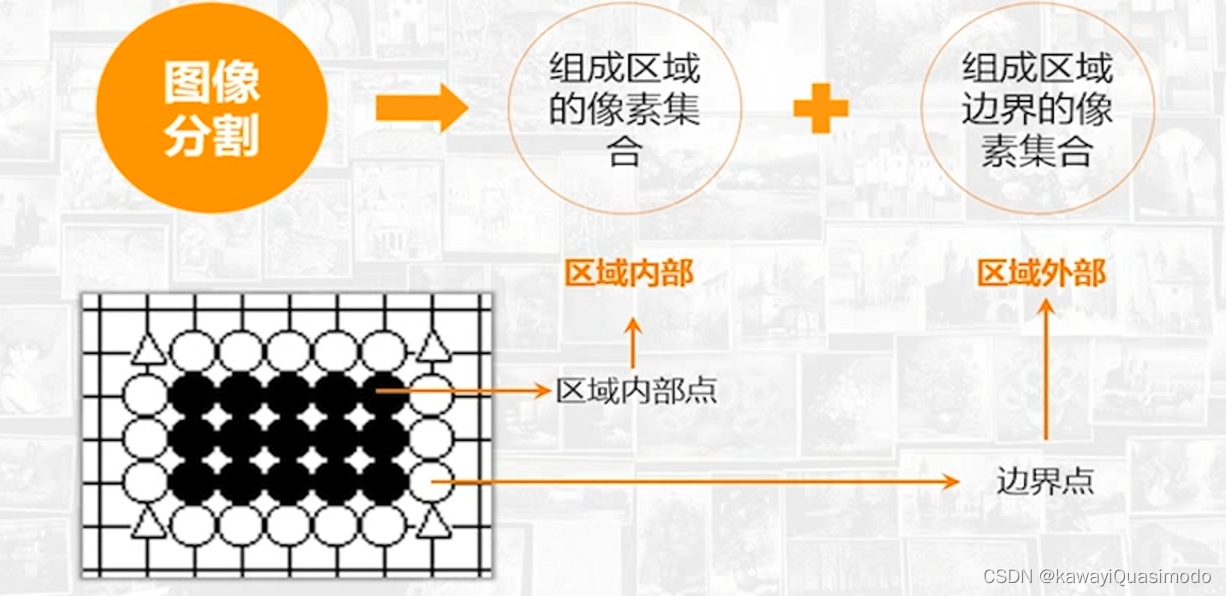 图像
分割
组成区域
的像素集
合
组成区域
边界的像
素集合
区域内部
区域外部
区域内部点
边界点
CSDN @kawayiQuasimodo